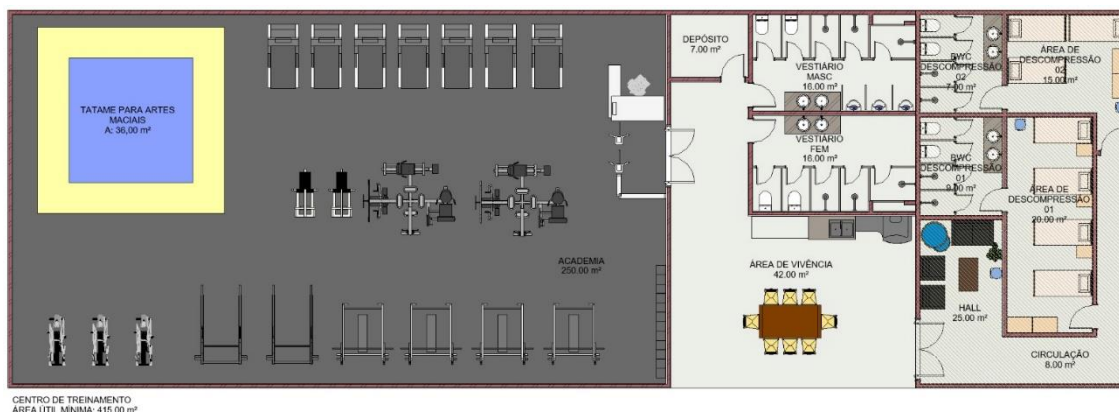 TATAME PARA ARTES
MACIAIS
A: 36,00 m²
DEPÓSITO
7.00 m²
VESTIÁRIO
MASC
16.00 m²
VESTIÁRIO
FEM
16.00 m²
BWC
DESCOMPRESSÃO
02
7.00 m²
ÁREA DE
DESCOMPRESSÃO
02
15.00 m²
BWC
DESCOMPRESSÃO
01
9.00 m²
ÁREA DE
DESCOMPRESSÃO
01
20.00 m²
ACADEMIA
250.00 m²
ÁREA DE VIVÊNCIA
42.00 m²
HALL
25.00 m²
CIRCULAÇÃO
8.00 m²
CENTRO DE TREINAMENTO
ÁREA ÚTIL MÍNIMA: 415.00 m²